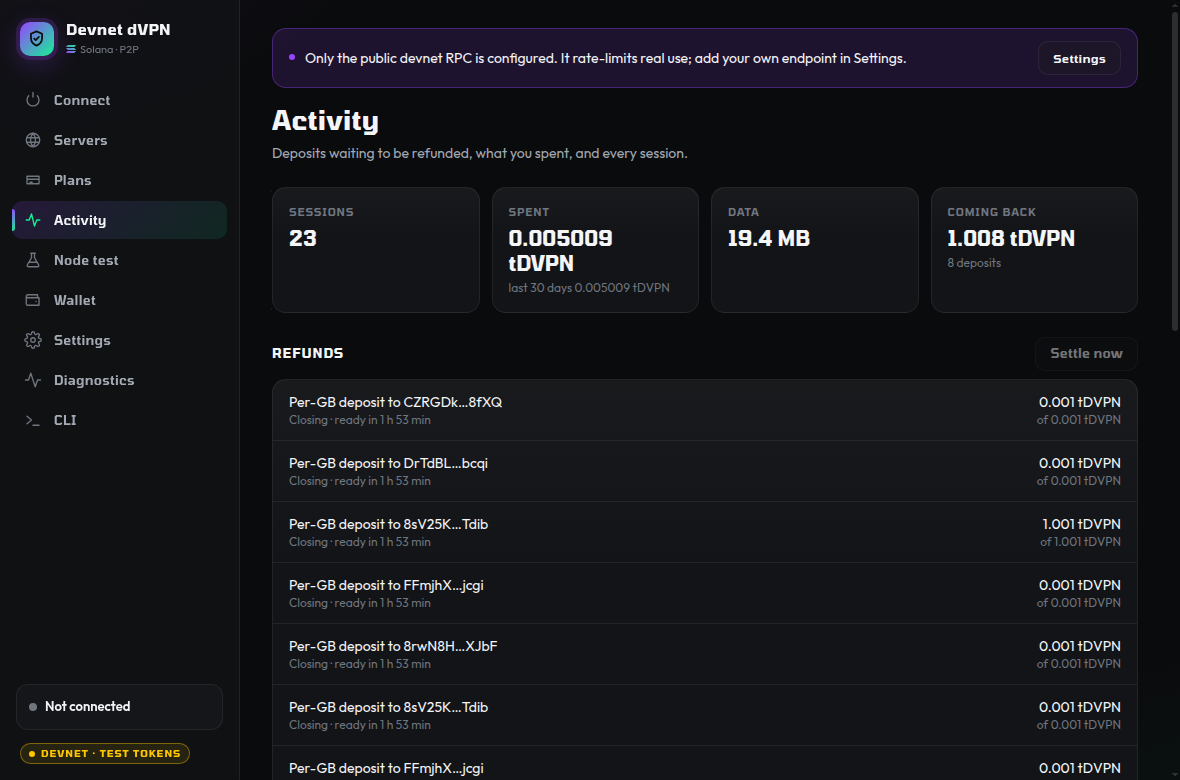 Devnet dVPN
Solana · P2P
Connect
Servers
Plans
Activity
Node test
Wallet
Settings
Diagnostics
CLI
Not connected
DEVNET · TEST TOKENS
Only the public devnet RPC is configured. It rate-limits real use; add your own endpoint in Settings.
Settings
Activity
Deposits waiting to be refunded, what you spent, and every session.
SESSIONS
23
SPENT
0.005009
tDVPN
last 30 days 0.005009 tDVPN
DATA
19.4 MB
COMING BACK
1.008 tDVPN
8 deposits
REFUNDS
Settle now
Per-GB deposit to CZRGDk…8fXQ
0.001 tDVPN
Closing · ready in 1 h 53 min
of 0.001 tDVPN
Per-GB deposit to DrTdBL…bcqi
0.001 tDVPN
Closing · ready in 1 h 53 min
of 0.001 tDVPN
Per-GB deposit to 8sV25K…Tdib
1.001 tDVPN
Closing · ready in 1 h 53 min
of 1.001 tDVPN
Per-GB deposit to FFmjhX…jcgi
0.001 tDVPN
Closing · ready in 1 h 53 min
of 0.001 tDVPN
Per-GB deposit to 8rwN8H…XJbF
0.001 tDVPN
Closing · ready in 1 h 53 min
of 0.001 tDVPN
Per-GB deposit to 8sV25K…Tdib
0.001 tDVPN
Closing · ready in 1 h 53 min
of 0.001 tDVPN
Per-GB deposit to FFmjhX…jcgi
0.001 tDVPN